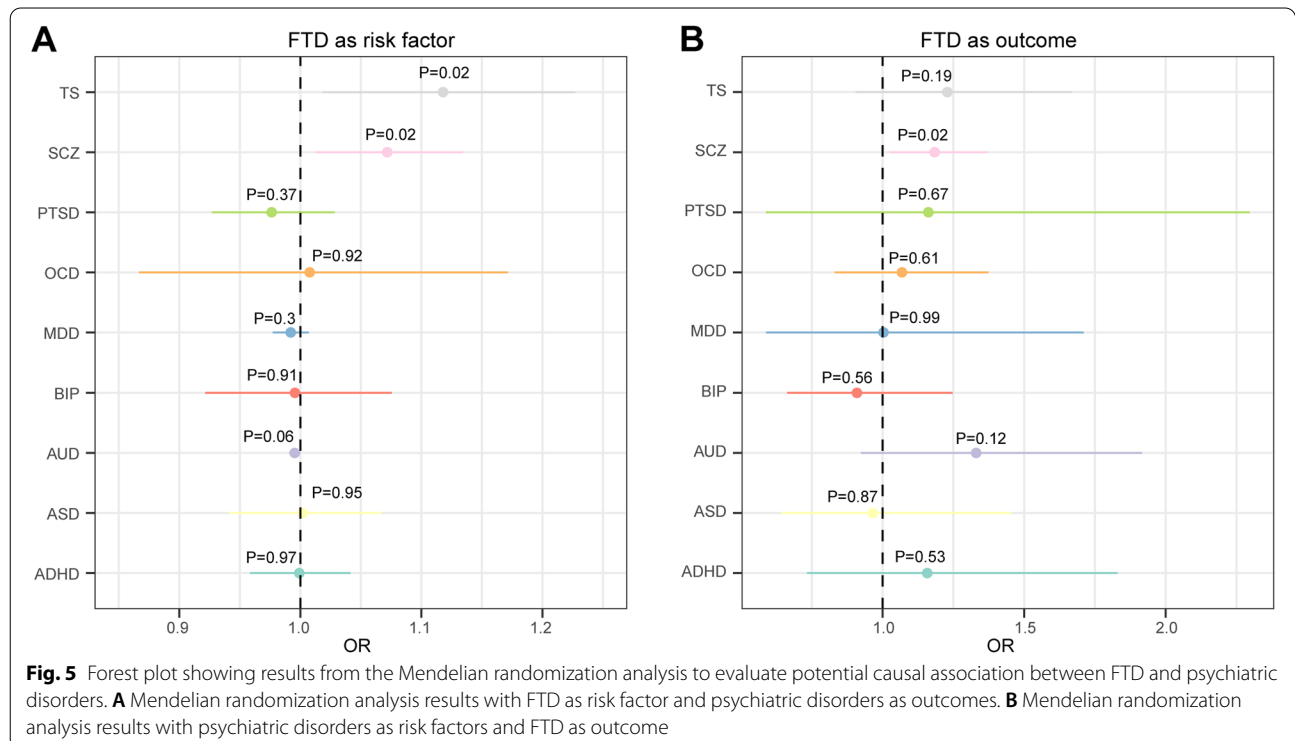 A
FTD as risk factor
TS
P=0.02
SCZ
P=0.02
PTSD
P=0.37
OCD
P=0.92
MDD
P=0.3
BIP
P=0.91
AUD
P=0.06
ASD
P=0.95
ADHD
P=0.97
0.9 1.0 1.1 1.2
OR
B
FTD as outcome
TS
P=0.19
SCZ
P=0.02
PTSD
P=0.67
OCD
P=0.61
MDD
P=0.99
BIP
P=0.56
AUD
P=0.12
ASD
P=0.87
ADHD
P=0.53
1.0 1.5 2.0
OR
Fig. 5 Forest plot showing results from the Mendelian randomization analysis to evaluate potential causal association between FTD and psychiatric
disorders. A Mendelian randomization analysis results with FTD as risk factor and psychiatric disorders as outcomes. B Mendelian randomization
analysis results with psychiatric disorders as risk factors and FTD as outcome